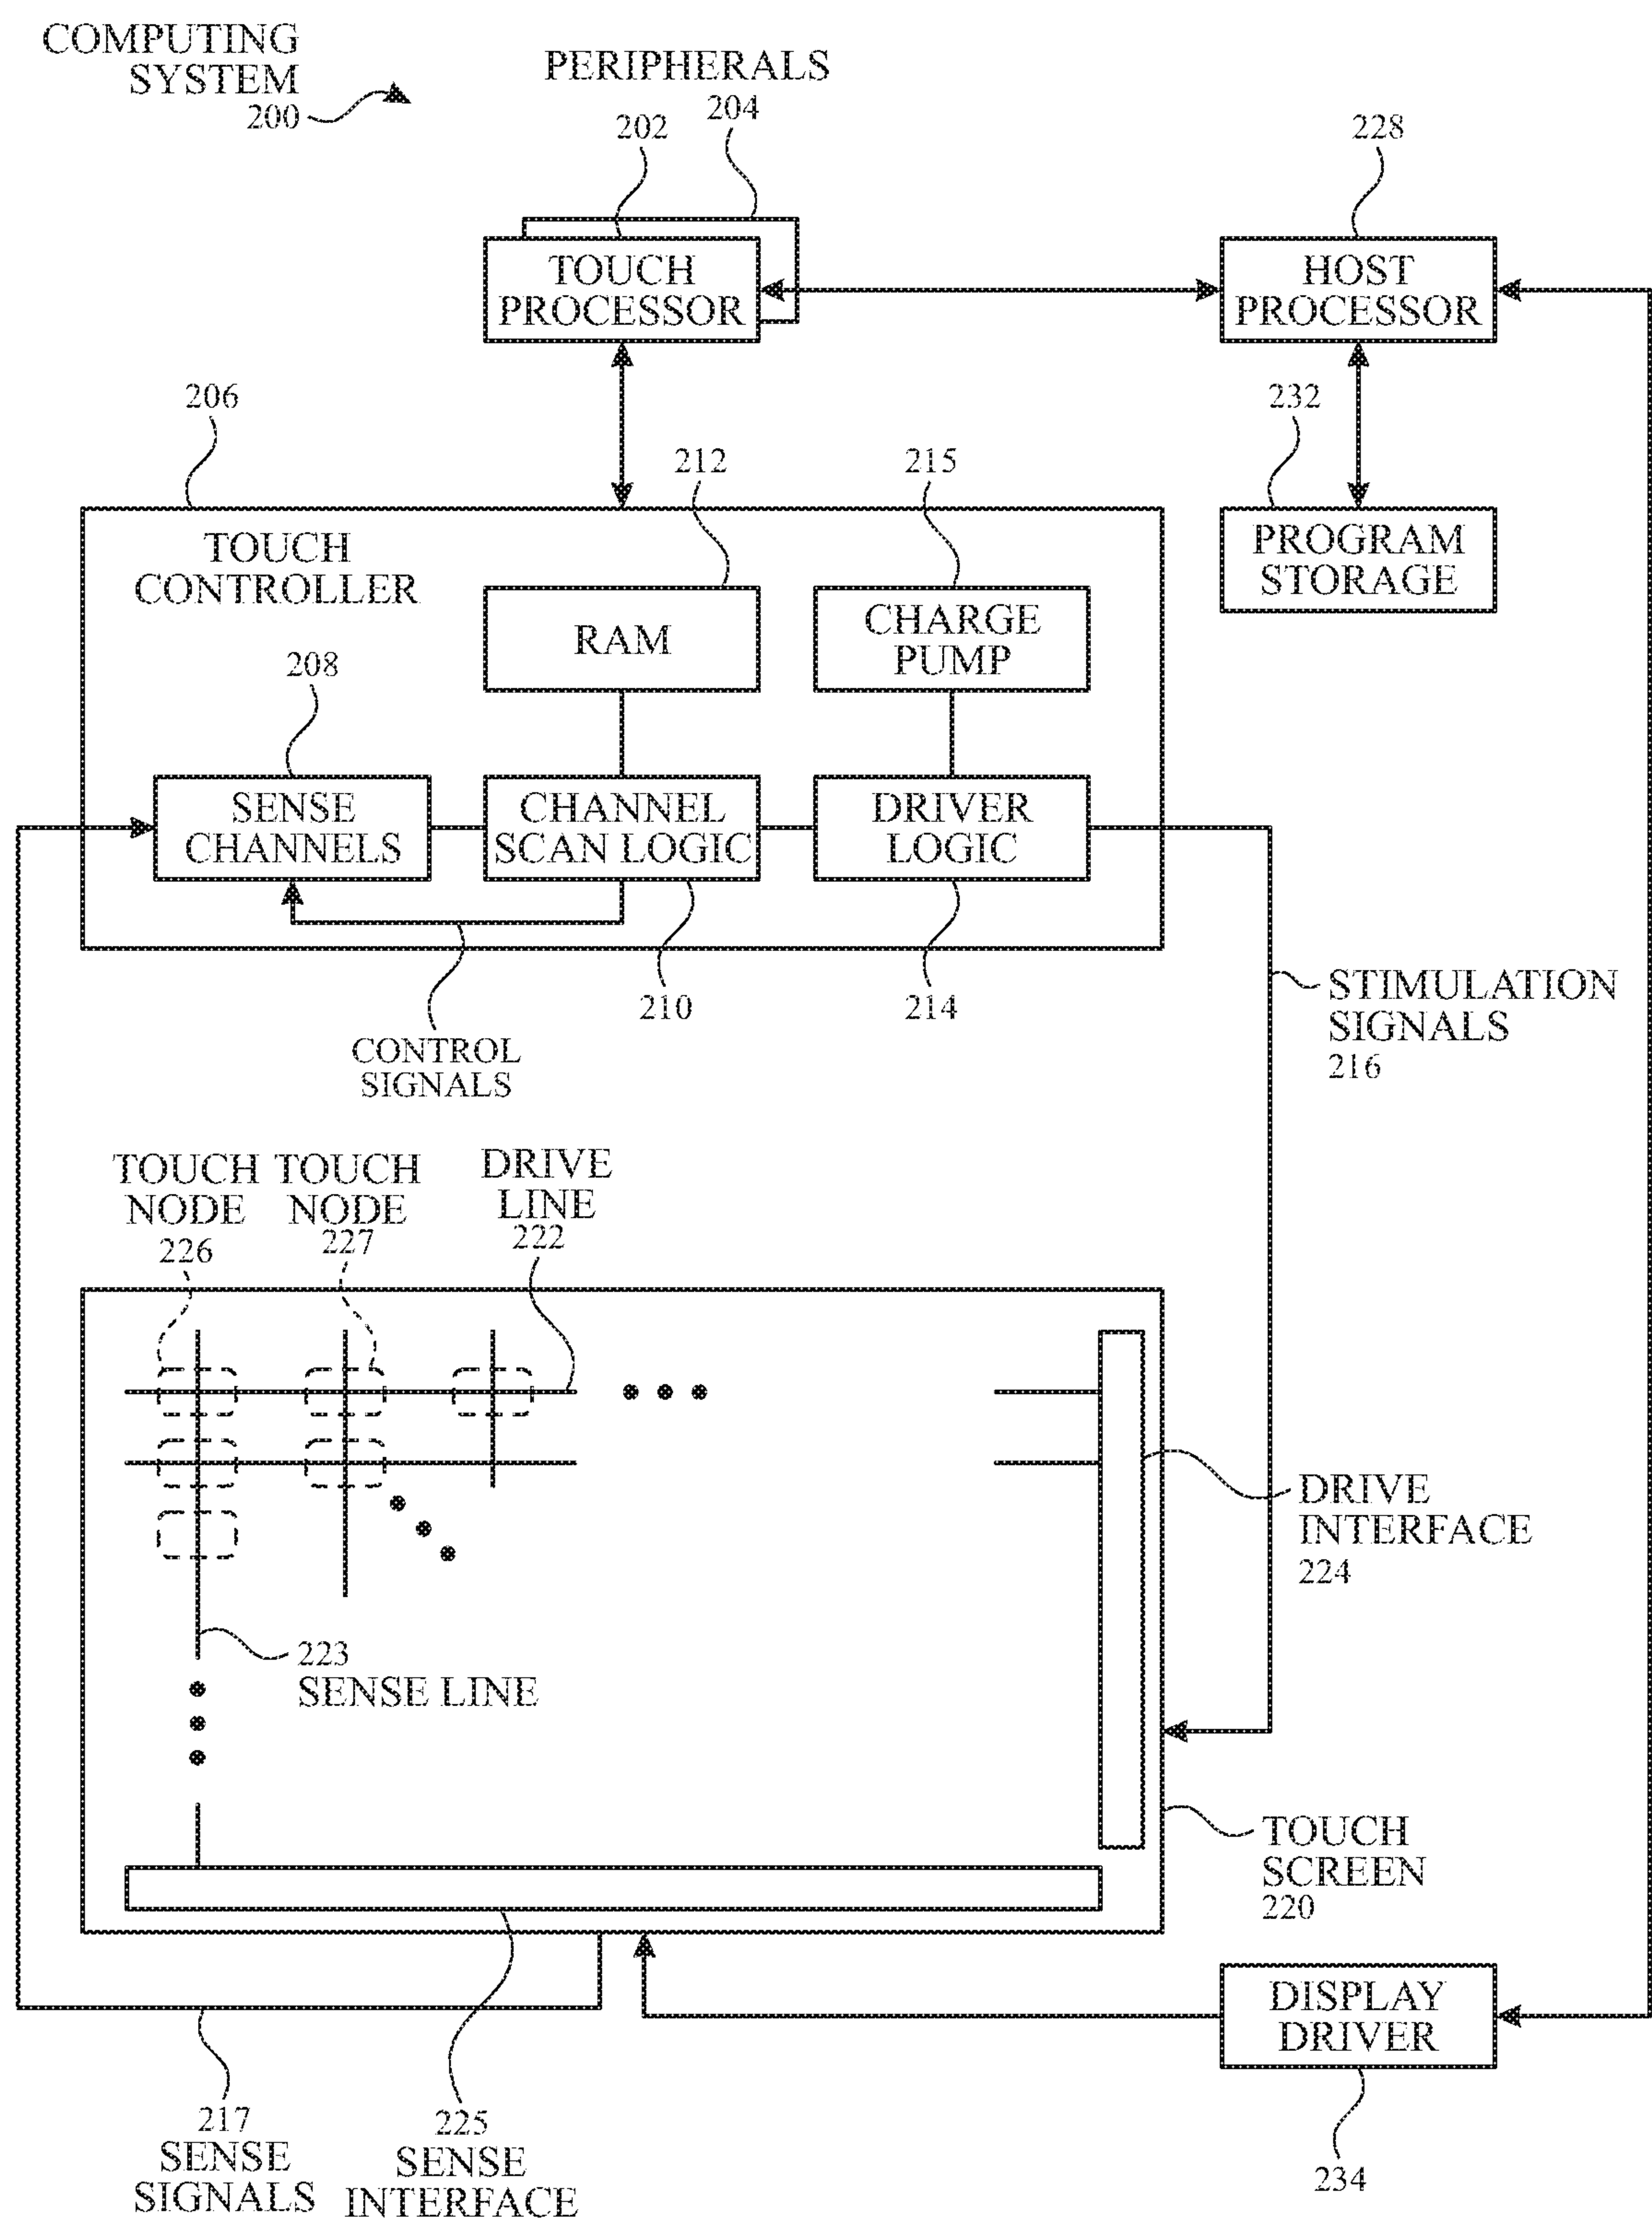 COMPUTING
SYSTEM
200
PERIPHERALS
204
202
228
TOUCH
PROCESSOR
HOST
PROCESSOR
206
232
212
215
TOUCH
CONTROLLER
PROGRAM
STORAGE
RAM
CHARGE
PUMP
208
SENSE
CHANNELS
CHANNEL
SCAN LOGIC
DRIVER
LOGIC
210
214
STIMULATION
SIGNALS
216
CONTROL
SIGNALS
TOUCH
NODE
226
TOUCH
NODE
227
DRIVE
LINE
222
DRIVE
INTERFACE
224
223
SENSE LINE
TOUCH
SCREEN
220
DISPLAY
DRIVER
217
SENSE
SIGNALS
225
SENSE
INTERFACE
234